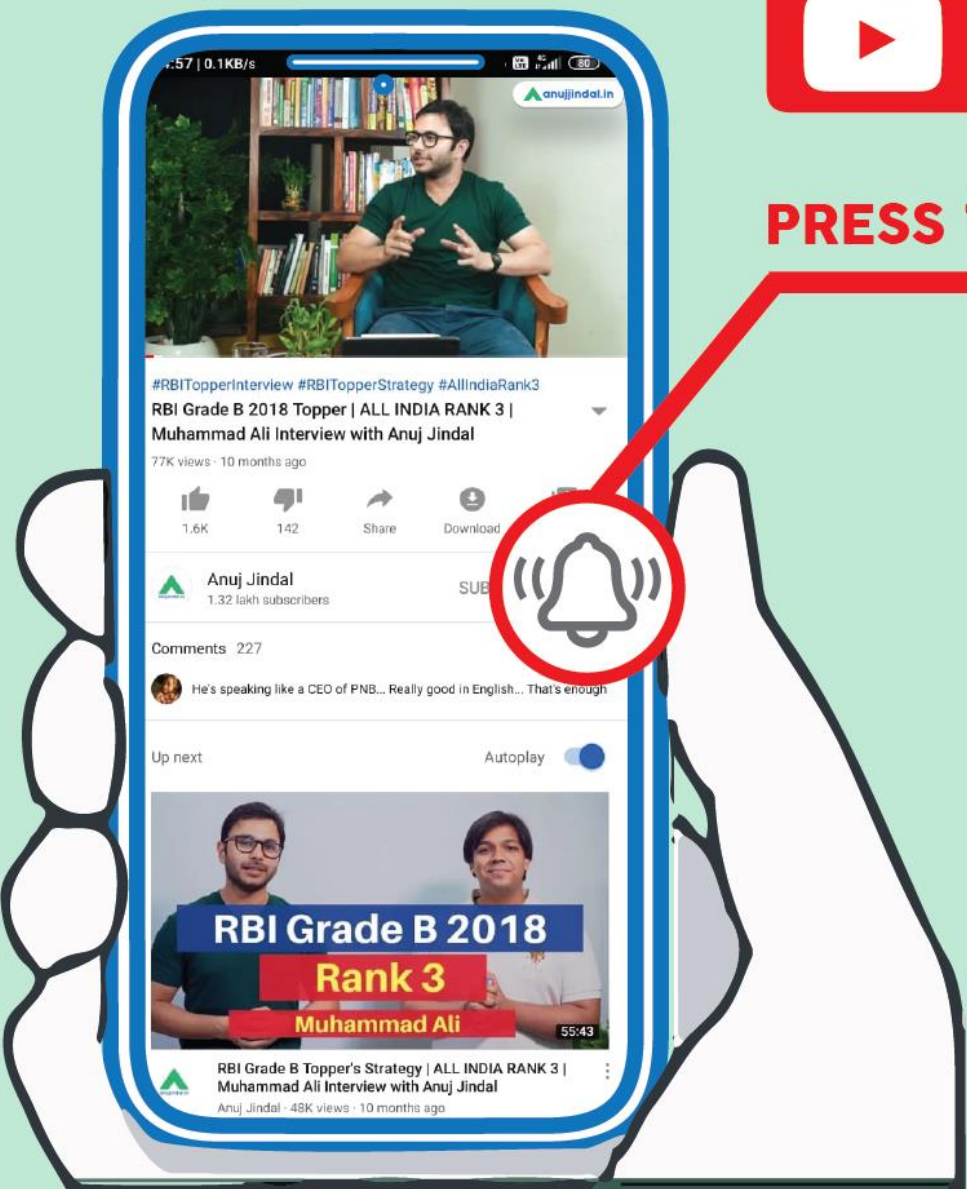 :57 | 0.1KB/s
80
anujjindal.in
PRESS
#RBITopperInterview #RBITopperStrategy #AllIndiaRank3
RBI Grade B 2018 Topper | ALL INDIA RANK 3 |
Muhammad Ali Interview with Anuj Jindal
77K views · 10 months ago
1.6K 142 Share Download
Anuj Jindal
1.32 lakh subscribers
SUB
Comments 227
He's speaking like a CEO of PNB... Really good in English... That's enough
Up next Autoplay
RBI Grade B 2018
Rank 3
Muhammad Ali
55:43
RBI Grade B Topper's Strategy | ALL INDIA RANK 3 |
Muhammad Ali Interview with Anuj Jindal
Anuj Jindal · 48K views · 10 months ago